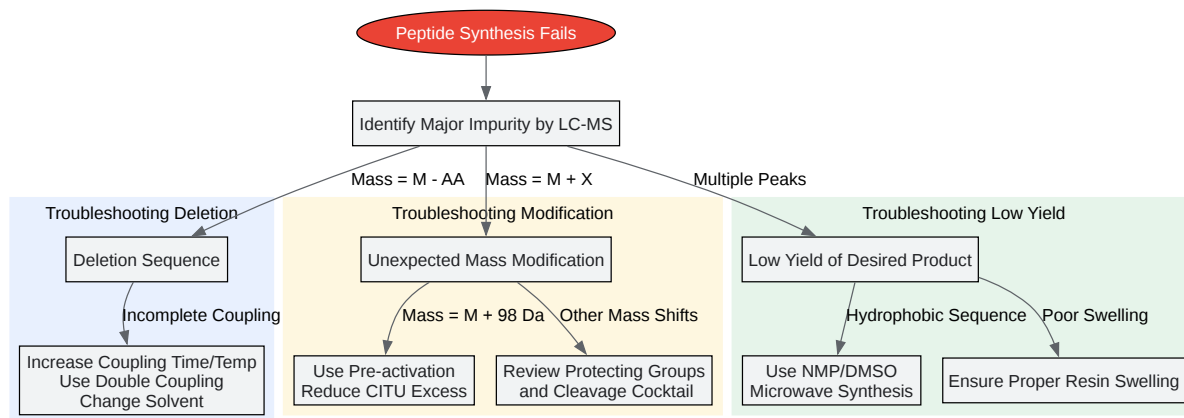 Peptide Synthesis Fails
Identify Major Impurity by LC-MS
Mass = M - AA
Mass = M + X
Multiple Peaks
Troubleshooting Deletion
Troubleshooting Modification
Troubleshooting Low Yield
Deletion Sequence
Unexpected Mass Modification
Low Yield of Desired Product
Incomplete Coupling
Mass = M + 98 Da
Other Mass Shifts
Hydrophobic Sequence
Poor Swelling
Increase Coupling Time/Temp
Use Double Coupling
Change Solvent
Use Pre-activation
Reduce CITU Excess
Review Protecting Groups
and Cleavage Cocktail
Use NMP/DMSO
Microwave Synthesis
Ensure Proper Resin Swelling